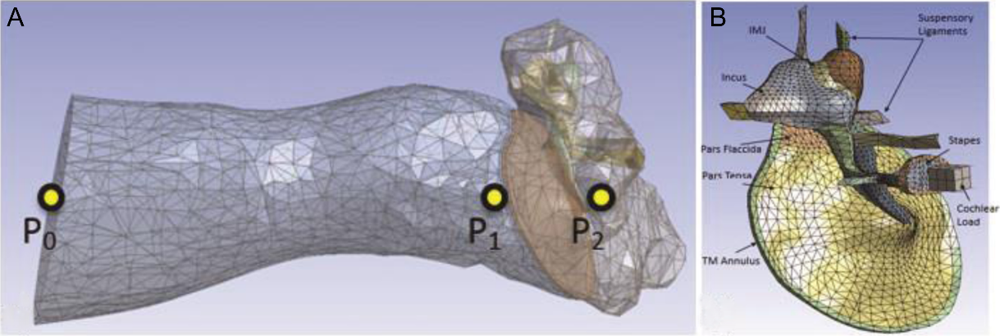 A
P0
P1
P2
B
Suspensory
Ligaments
IMJ
Incus
Pars Flaccida
Stapes
Pars Tensa
Cochlear
Load
TM Annulus